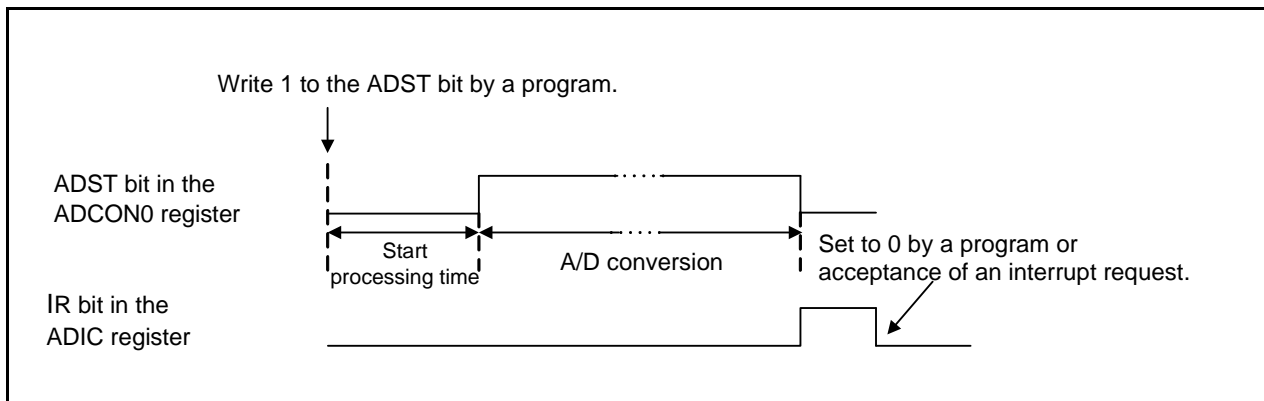 Write 1 to the ADST bit by a program.
ADST bit in the
ADCON0 register
Start
processing time
A/D conversion
Set to 0 by a program or
acceptance of an interrupt request.
IR bit in the
ADIC register